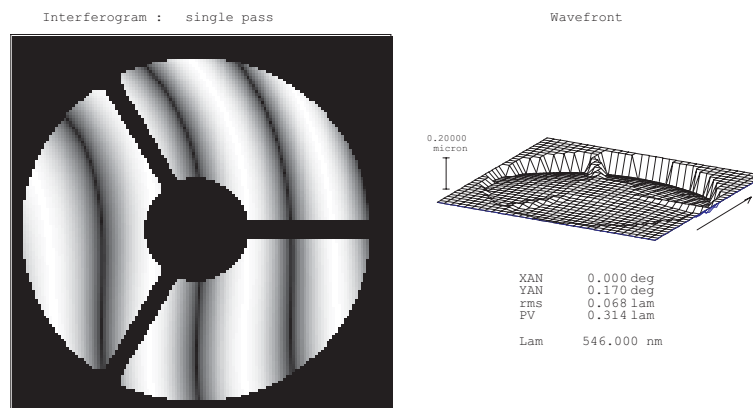 Interferogram : single pass
Wavefront
0.20000
micron
XAN 0.000 deg
YAN 0.170 deg
rms 0.068 lam
PV 0.314 lam
Lam 546.000 nm